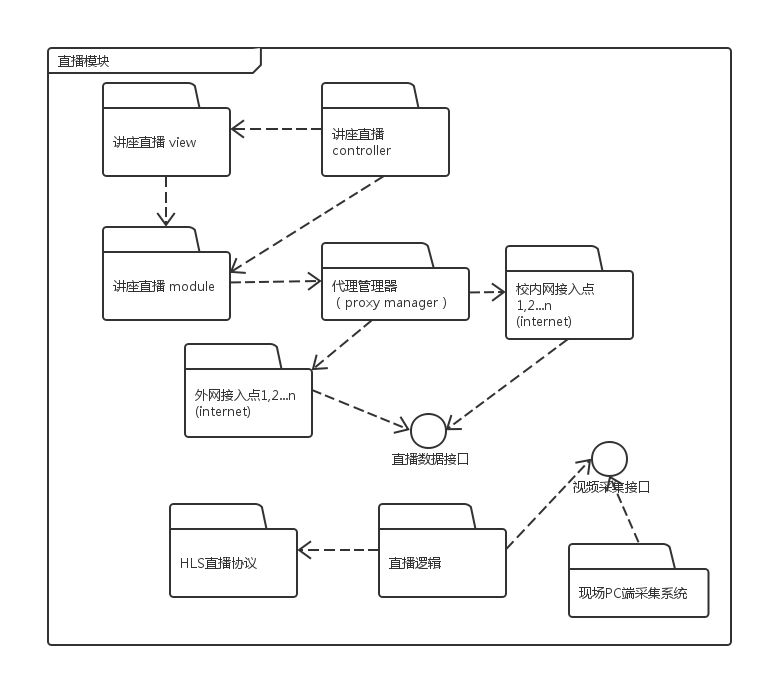 直播模块
讲座直播 view
讲座直播
controller
讲座直播 module
代理管理器
（ proxy manager ）
校内网接入点
1,2...n
(internet)
外网接入点1,2...n
(internet)
直播数据接口
视频采集接口
HLS直播协议
直播逻辑
现场PC端采集系统